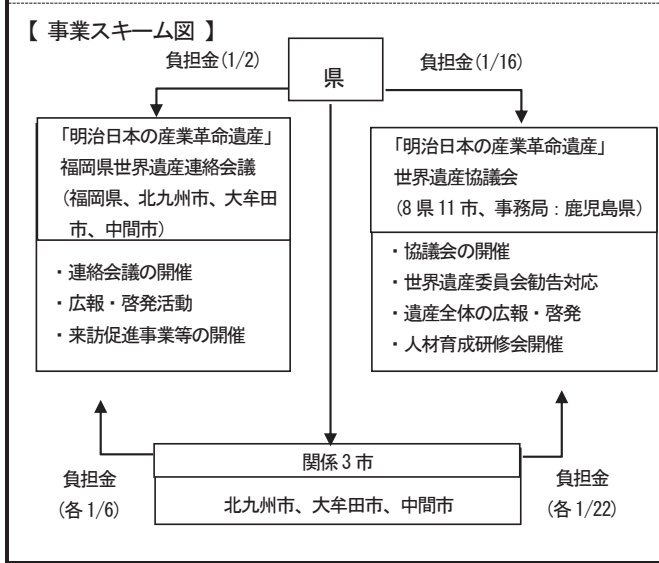 【 事業スキーム図 】
負担金(1/2)
県
負担金(1/16)
「明治日本の産業革命遺産」
福岡県世界遺産連絡会議
(福岡県、北九州市、大牟田
市、中間市)
・連絡会議の開催
・広報・啓発活動
・来訪促進事業等の開催
「明治日本の産業革命遺産」
世界遺産協議会
(8県11市、事務局：鹿児島県)
・協議会の開催
・世界遺産委員会勧告対応
・遺産全体の広報・啓発
・人材育成研修会開催
負担金
(各1/6)
関係3市
北九州市、大牟田市、中間市
負担金
(各1/22)